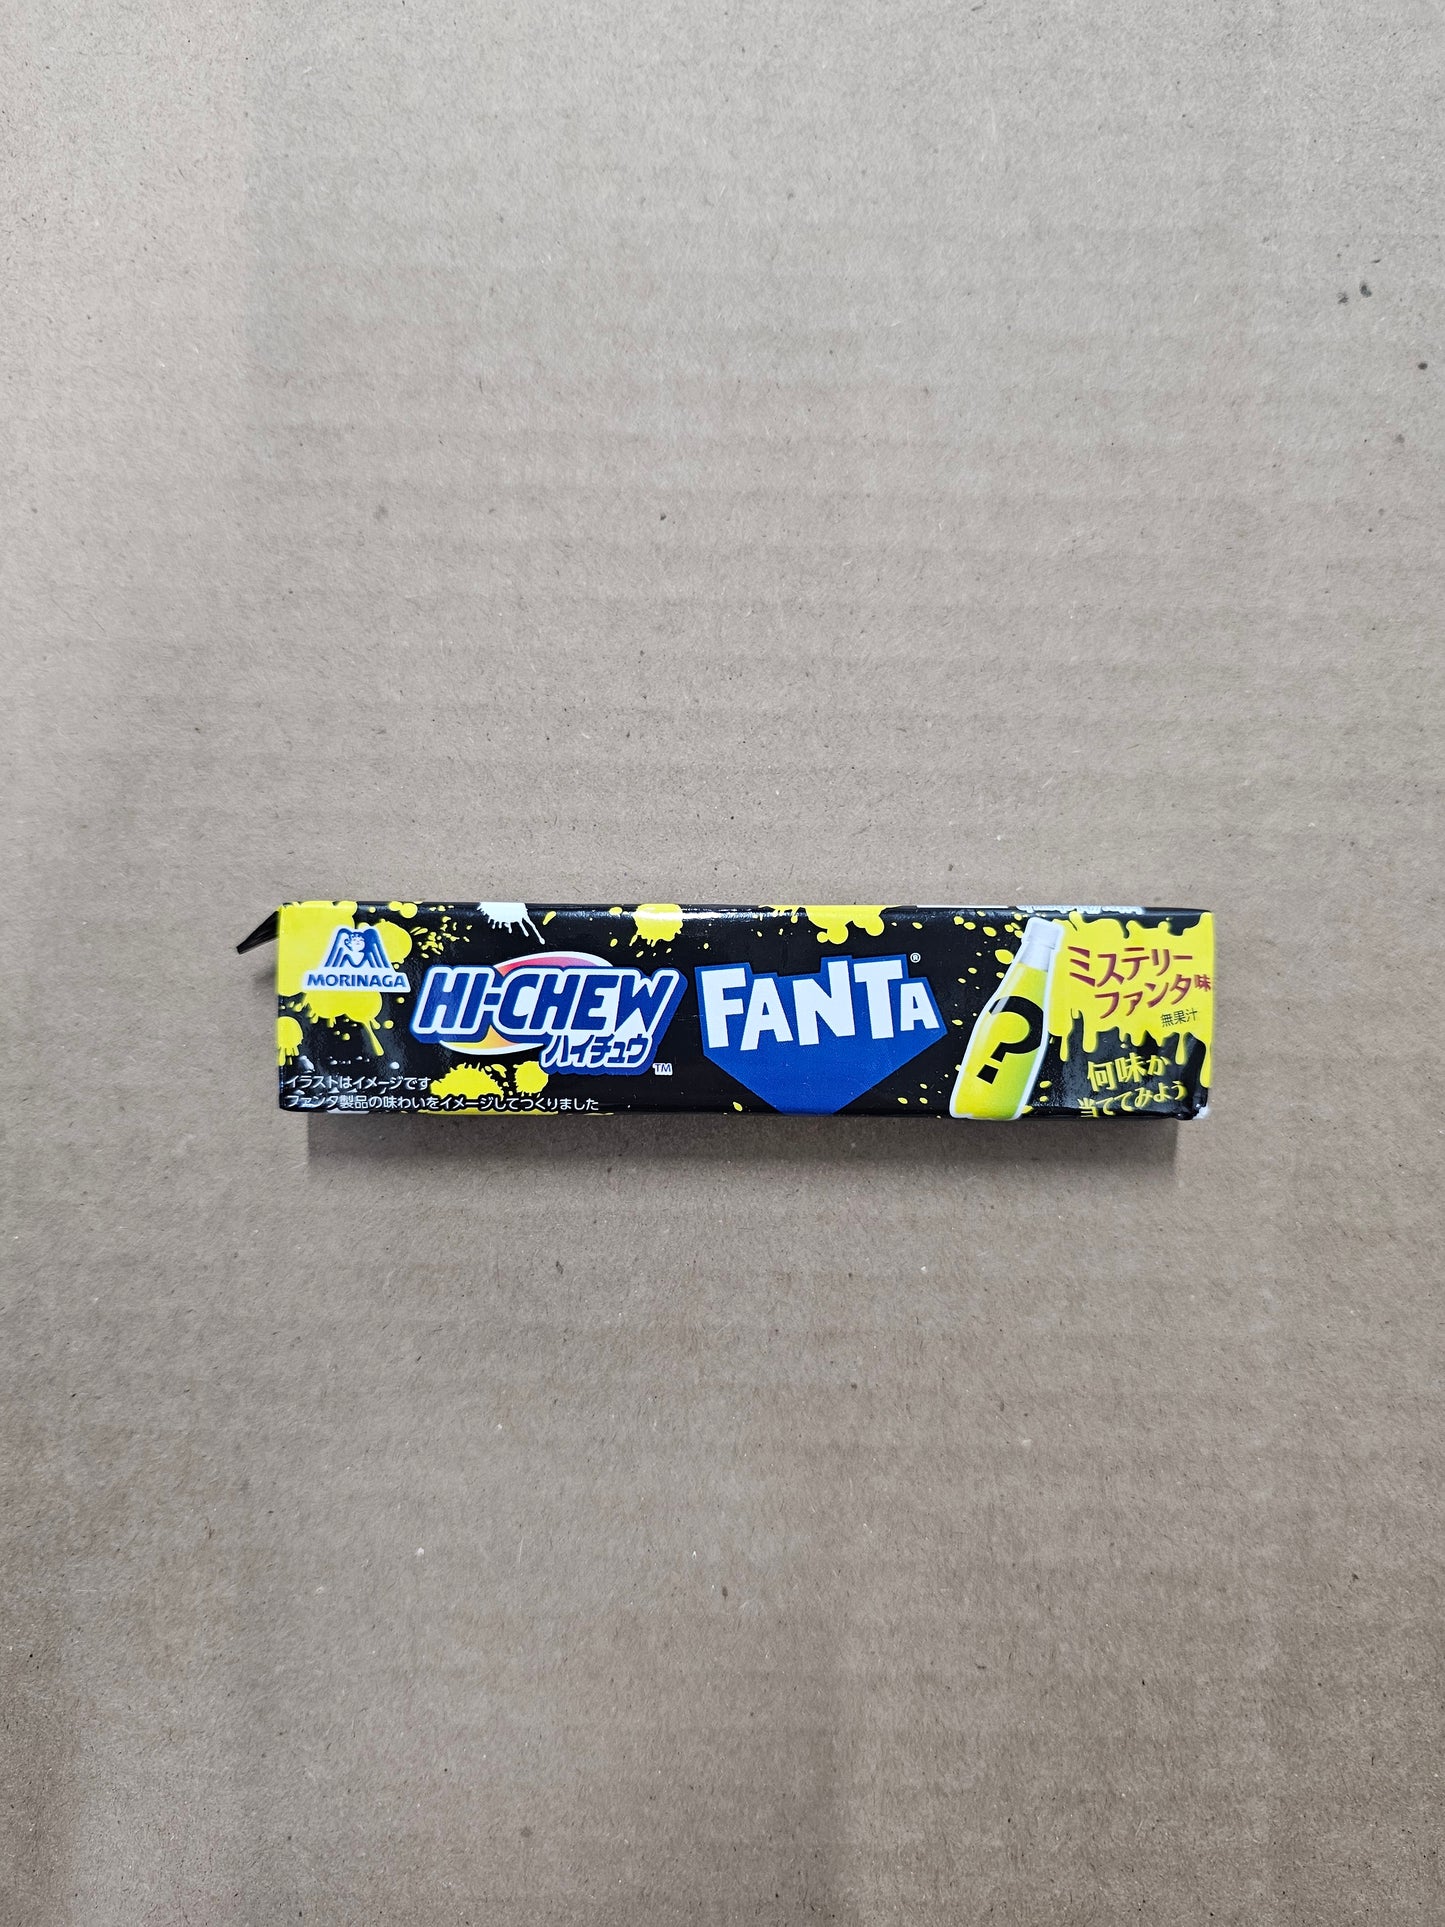 MORINAGA
HI-CHEW
ハイチュウ
TM
FANTA
®
ミステリー
ファンタ味
無果汁
?
何味か
当ててみよう
イラストはイメージです
ファンタ製品の味わいをイメージしてつくりました